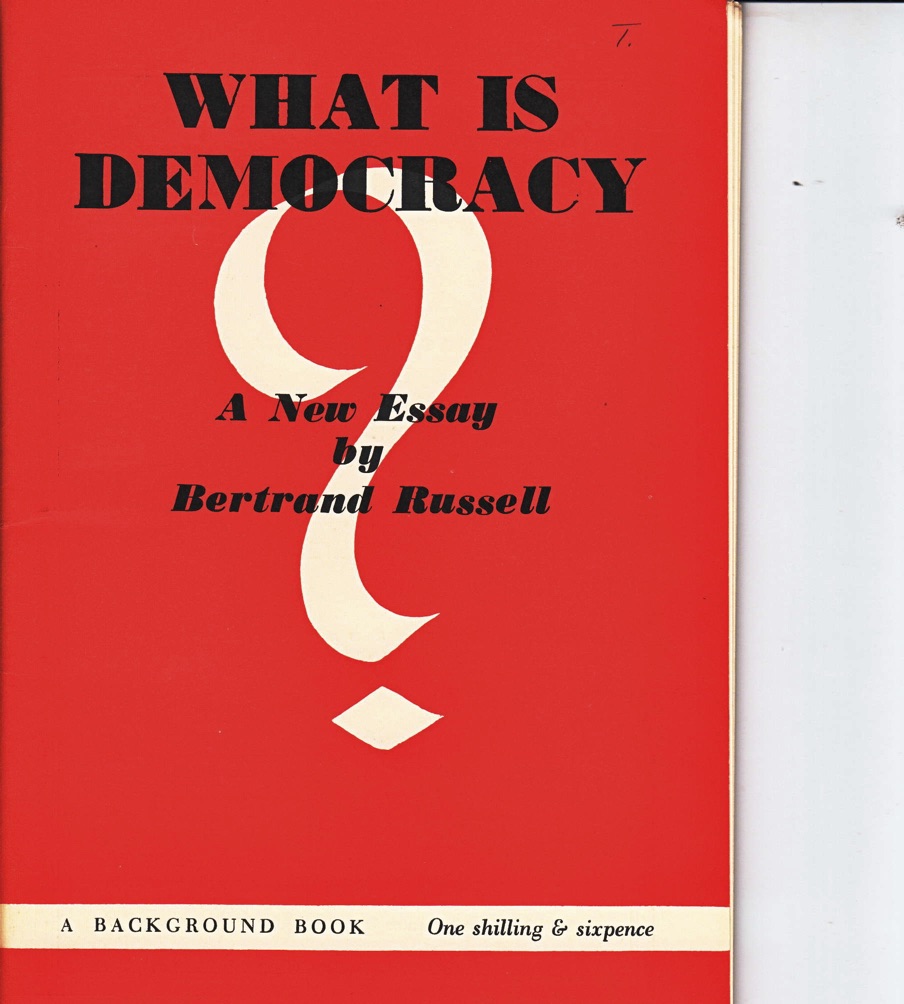 T.
WHAT IS
DEMOCRACY
?
A New Essay
by
Bertrand Russell
A BACKGROUND BOOK One shilling & sixpence